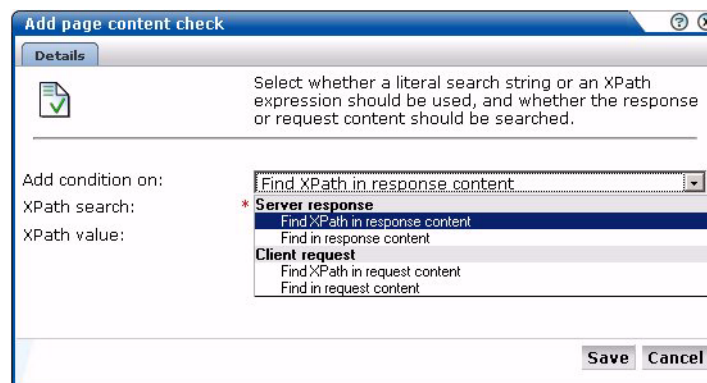 Add page content check
Details
Select whether a literal search string or an XPath
expression should be used, and whether the response
or request content should be searched.
Add condition on:
Find XPath in response content
XPath search:
* Server response
Find XPath in response content
XPath value:
Find in response content
Client request
Find XPath in request content
Find in request content
Save Cancel